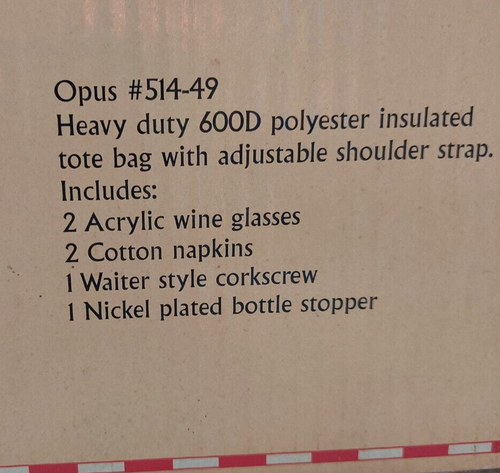 Opus #514-49
Heavy duty 600D polyester insulated
tote bag with adjustable shoulder strap.
Includes:
2 Acrylic wine glasses
2 Cotton napkins
1 Waiter style corkscrew
1 Nickel plated bottle stopper